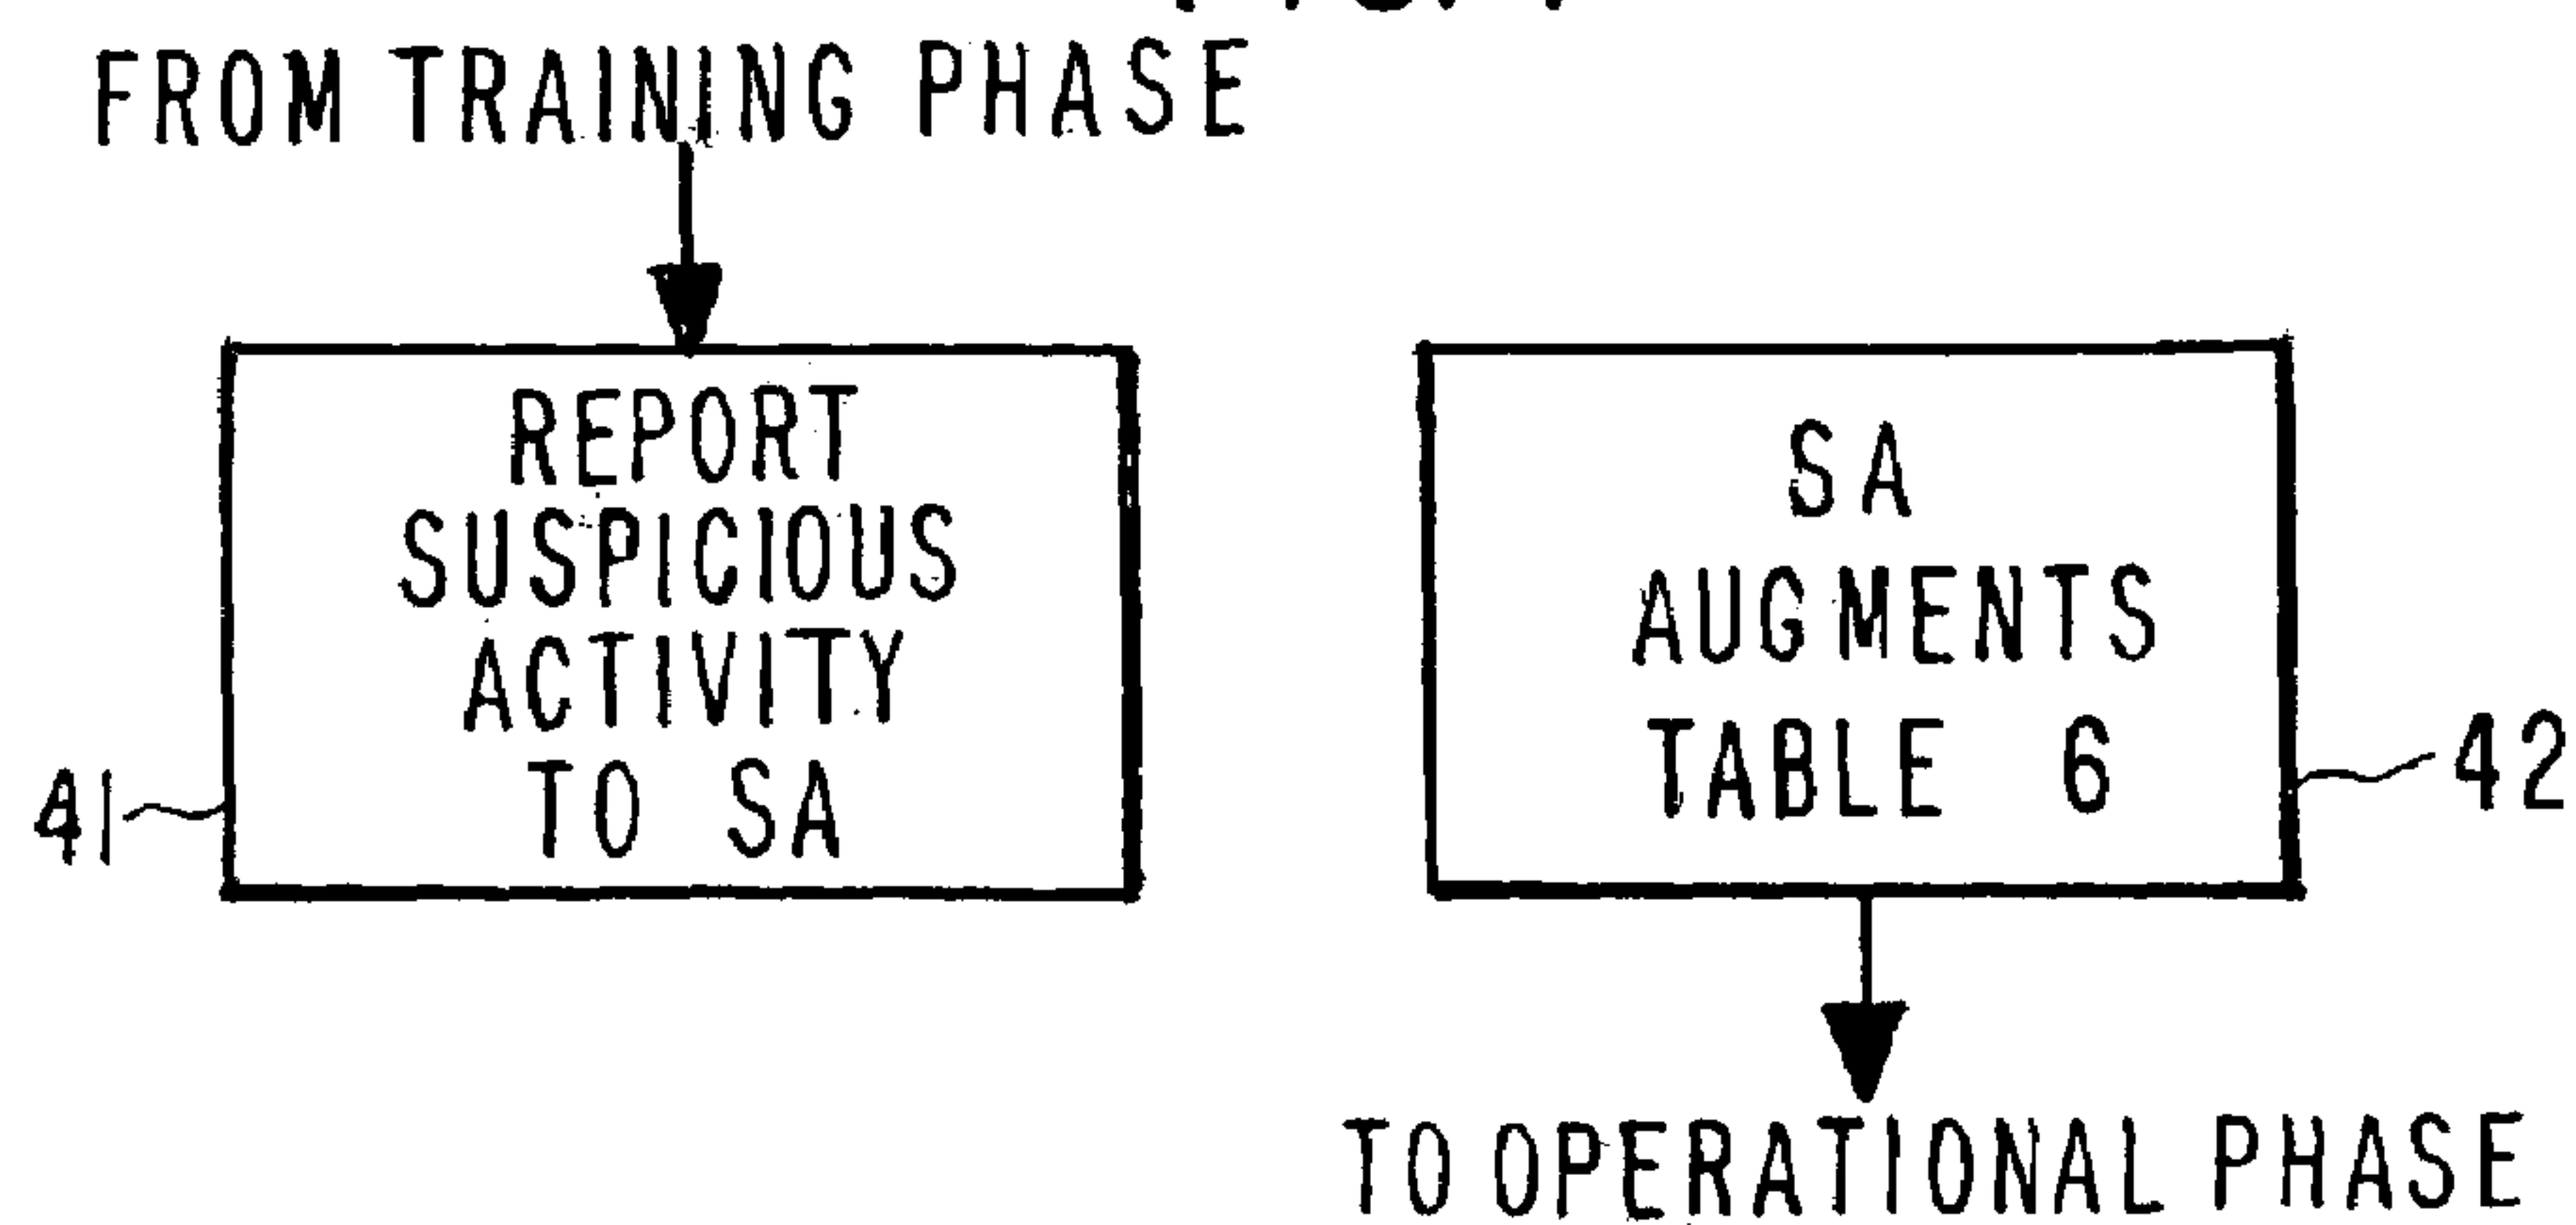 FROM TRAINING PHASE
REPORT
SUSPICIOUS
ACTIVITY
TO SA
41
SA
AUGMENTS
TABLE 6
42
TO OPERATIONAL PHASE